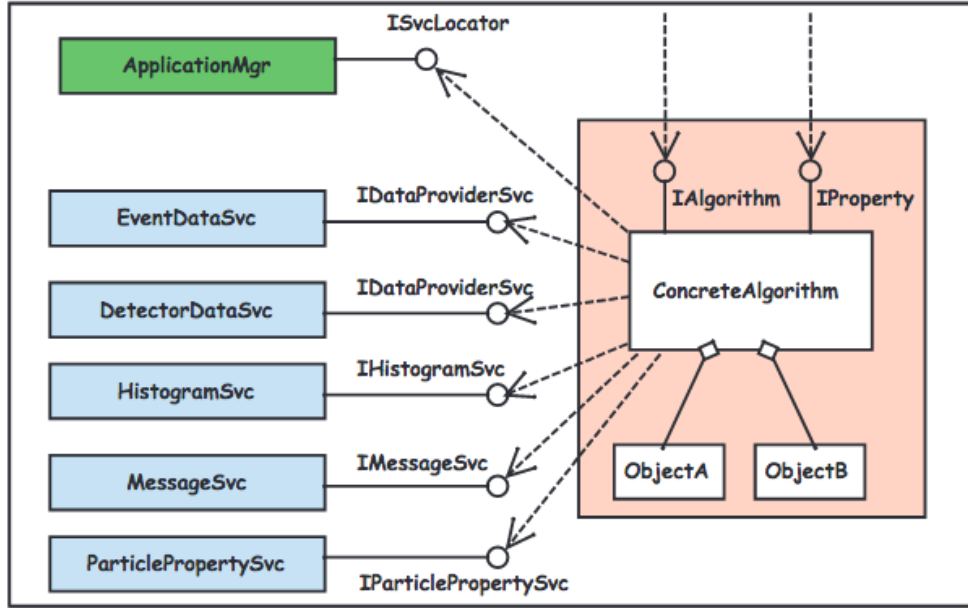 ISvcLocator
ApplicationMgr
IDataProviderSvc
EventDataSvc
IAlgorithm
IProperty
IDataProviderSvc
DetectorDataSvc
ConcreteAlgorithm
IHistogramSvc
HistogramSvc
IMessageSvc
MessageSvc
ObjectA
ObjectB
ParticlePropertySvc
IParticlePropertySvc